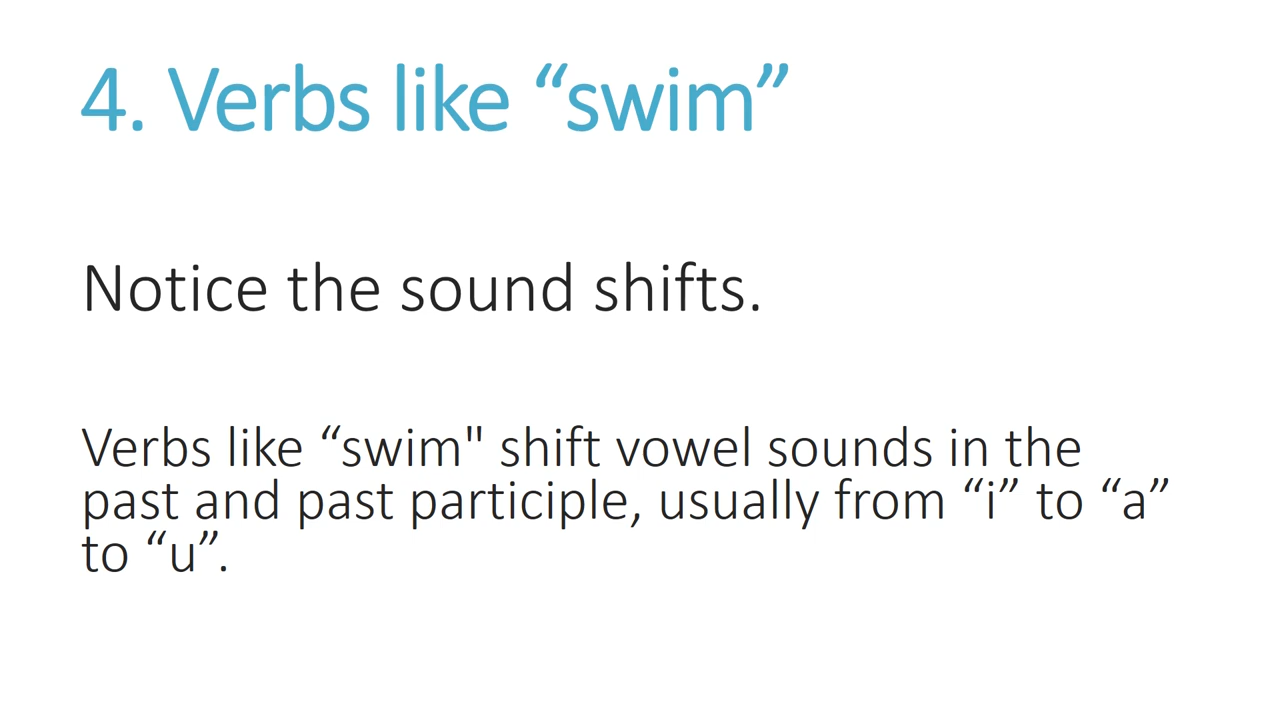 4. Verbs like “swim”
Notice the sound shifts.
Verbs like “swim" shift vowel sounds in the
past and past participle, usually from “i” to “a”
to “u”.